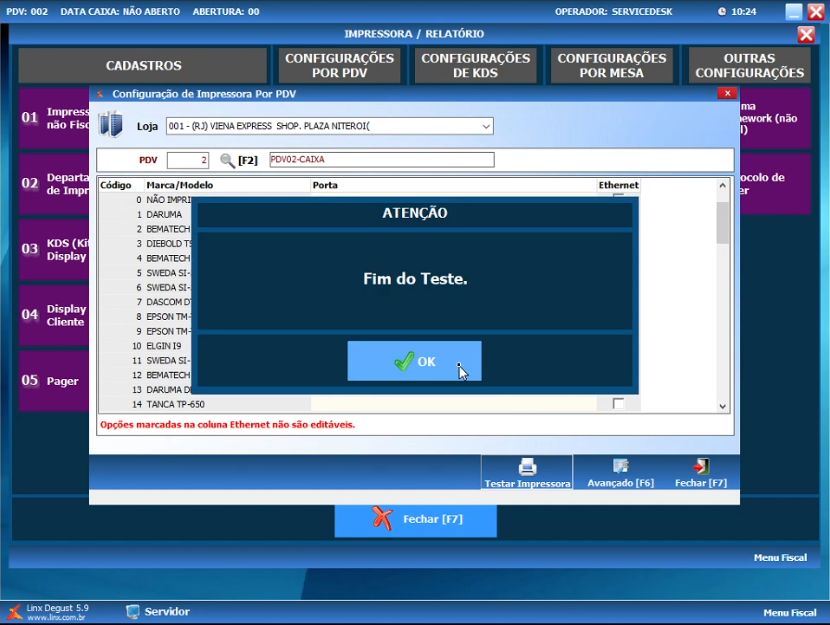 PDV: 002 DATA CAIXA: NÃO ABERTO ABERTURA: 00 OPERADOR: SERVICEDESK 10:24
IMPRESSORA / RELATÓRIO
CADASTROS
CONFIGURAÇÕES
POR PDV
CONFIGURAÇÕES
DE KDS
CONFIGURAÇÕES
POR MESA
OUTRAS
CONFIGURAÇÕES
01 Impress
não Fisc
02 Departa
de Impr
03 KDS (Kit
Display
04 Display
Cliente
05 Pager
ma
ework (não
l)
ocolo de
er
Configuração de Impressora Por PDV
Loja 001 - (RJ) VIENA EXPRESS SHOP. PLAZA NITEROI(
PDV 2 [F2] PDV02-CAIXA
Código Marca/Modelo Porta Ethernet
0 NÃO IMPRI
1 DARUMA
2 BEMATECH
3 DIEBOLD TS
4 BEMATECH
5 SWEDA SI-
6 SWEDA SI-
7 DASCOM DT
8 EPSON TM-
9 EPSON TM-
10 ELGIN I9
11 SWEDA SI-
12 BEMATECH
13 DARUMA D
14 TANCA TP-650
ATENÇÃO
Fim do Teste.
OK
Opções marcadas na coluna Ethernet não são editáveis.
Testar Impressora Avançado [F6] Fechar [F7]
Fechar [F7]
Menu Fiscal
Linx Degust 5.9
www.linx.com.br
Servidor
Menu Fiscal